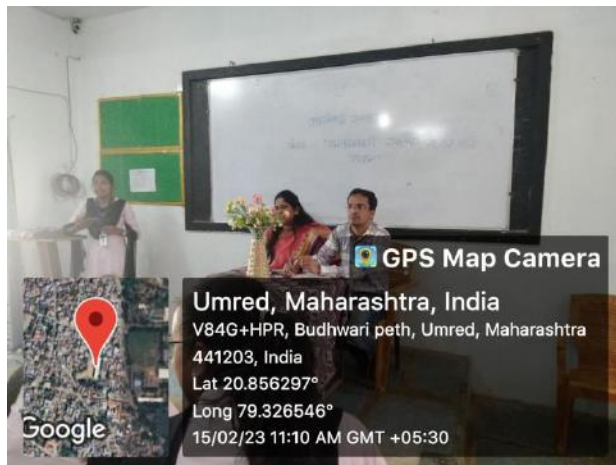 GPS Map Camera
Umred, Maharashtra, India
V84G+HPR, Budhwari peth, Umred, Maharashtra
441203, India
Lat 20.856297°
Long 79.326546°
15/02/23 11:10 AM GMT +05:30
Google